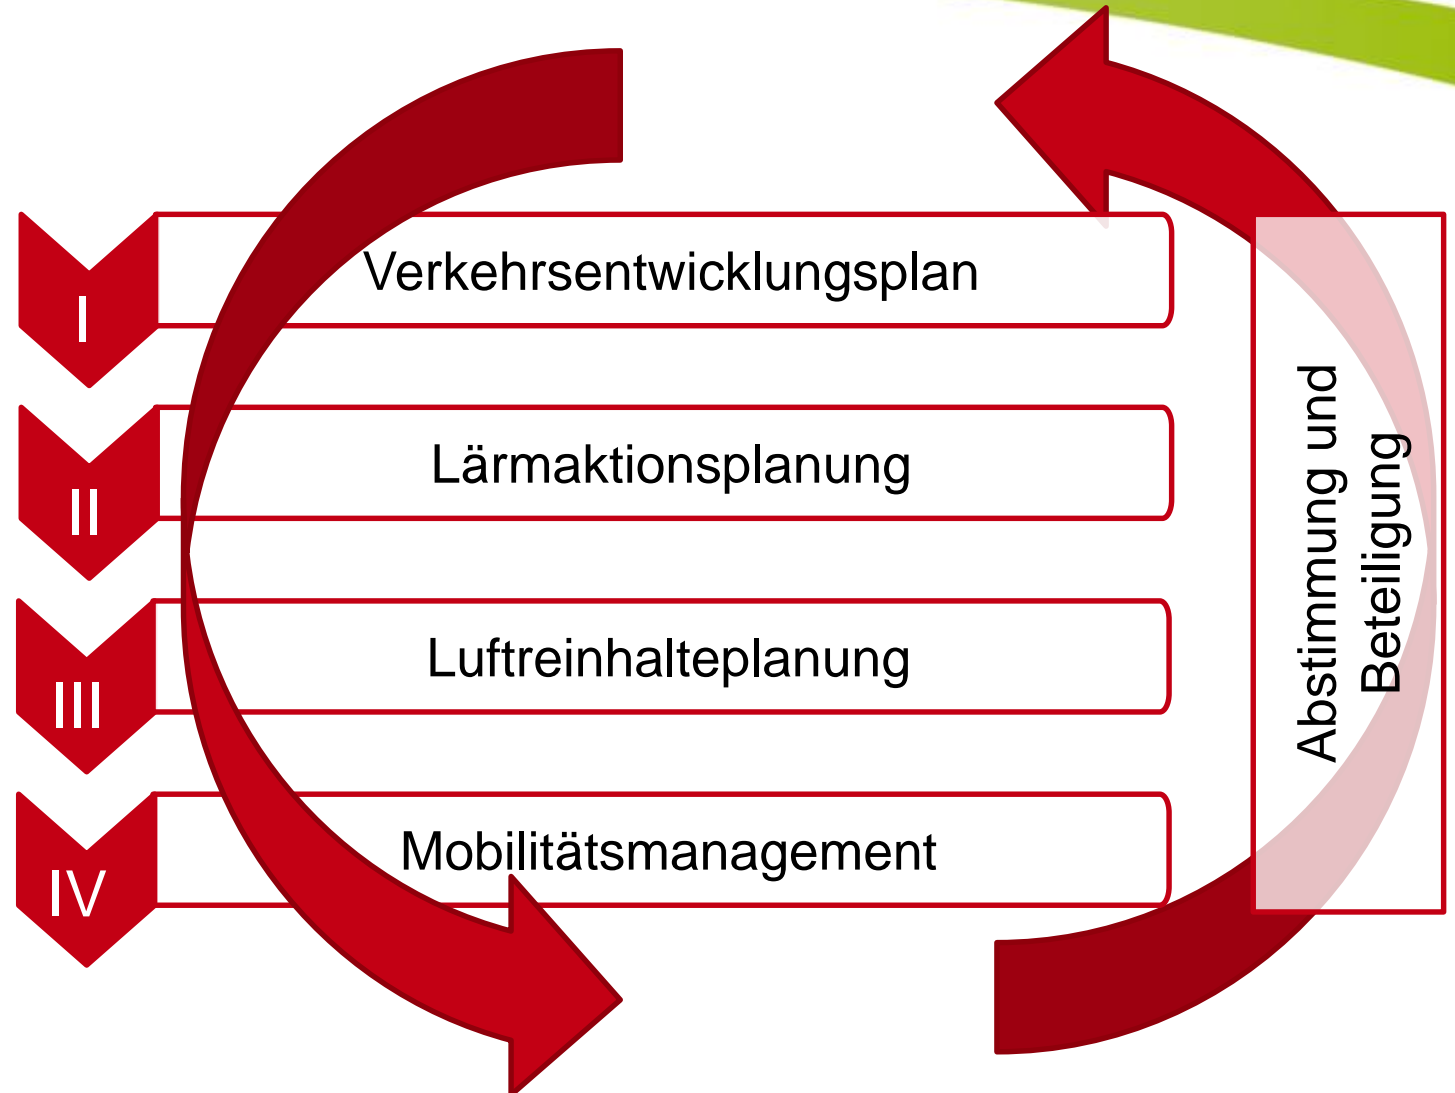 I
Verkehrsentwicklungsplan
II
Lärmaktionsplanung
III
Luftreinhalteplanung
IV
Mobilitätsmanagement
Abstimmung und
Beteiligung